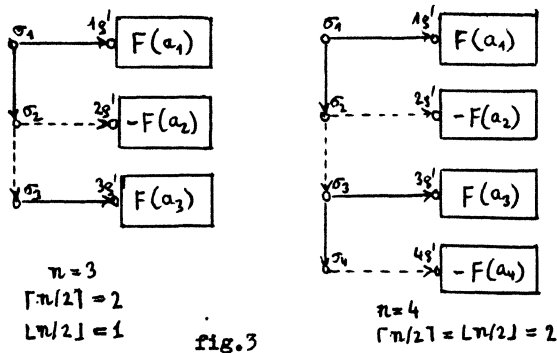 σ₁ 1g' F(a₁)
σ₂ 2g' -F(a₂)
σ₃ 3g' F(a₃)
n=3
⌈n/2⌉=2
⌊n/2⌋=1
σ₁ 1g' F(a₁)
σ₂ 2g' -F(a₂)
σ₃ 3g' F(a₃)
σ₄ 4g' -F(a₄)
n=4
⌈n/2⌉=⌊n/2⌋=2
fig.3